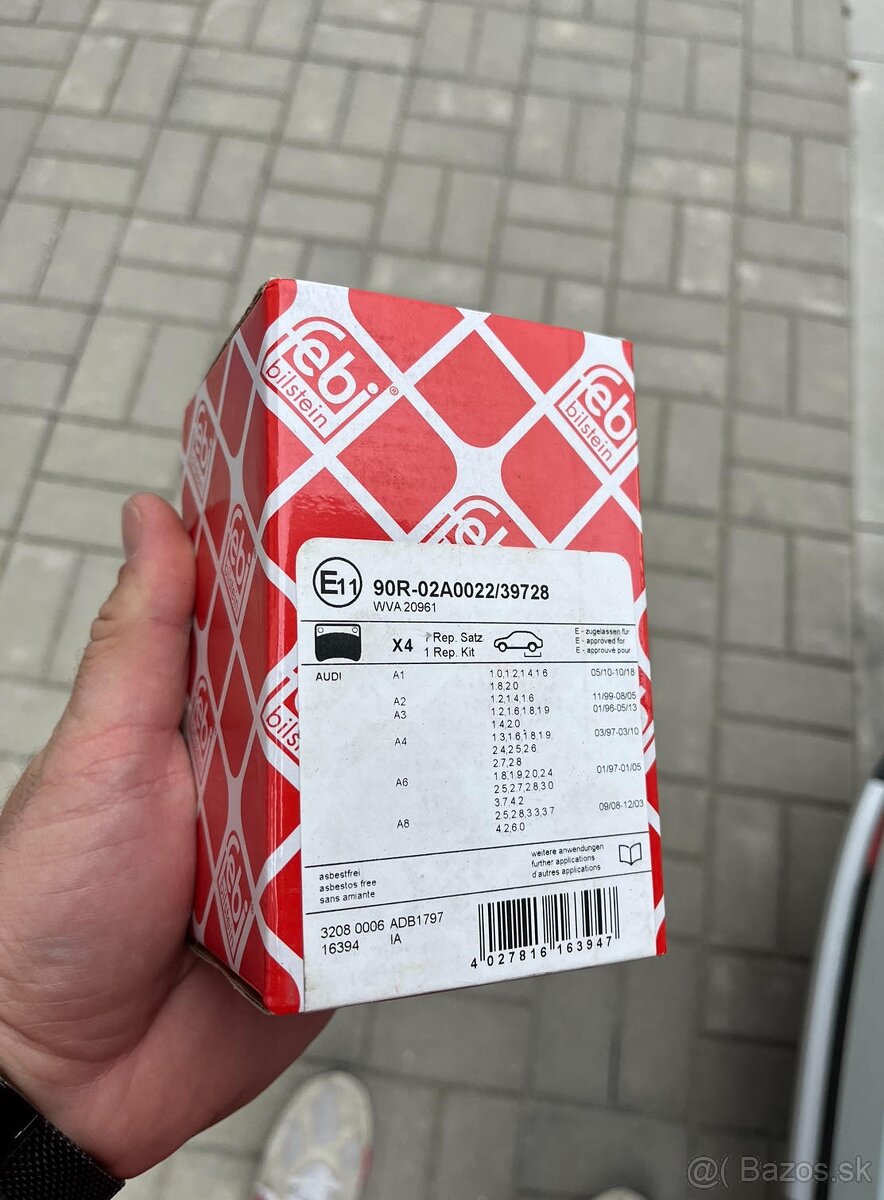 febi
bilstein
®
febi
bilstein
febi
bilstein
febi
E11
90R-02A0022/39728
WVA 20961
X4
1 Rep. Satz
1 Rep. Kit
E - zugelassen für
E - approved for
E - approuvé pour
AUDI A1 1.0,1.2,1.4,1.6 05/10-10/18
1.8,2.0
A2 1.2,1.4,1.6 11/99-08/05
A3 1.2,1.6,1.8,1.9 01/96-05/13
1.4,2.0
A4 1.3,1.6,1.8,1.9, 03/97-03/10
2.4,2.5,2.6,
2.7,2.8
A6 1.8,1.9,2.0,2.4 01/97-01/05
2.5,2.7,2.8,3.0
3.7,4.2
A8 2.5,2.8,3.3,3.7 09/08-12/03
4.2,6.0
asbestfrei
asbestos free
sans amiante
weitere anwendungen
further applications
d'autres applications
3208 0006 ADB1797
16394 IA
4 027816 163947
@( Bazos.sk